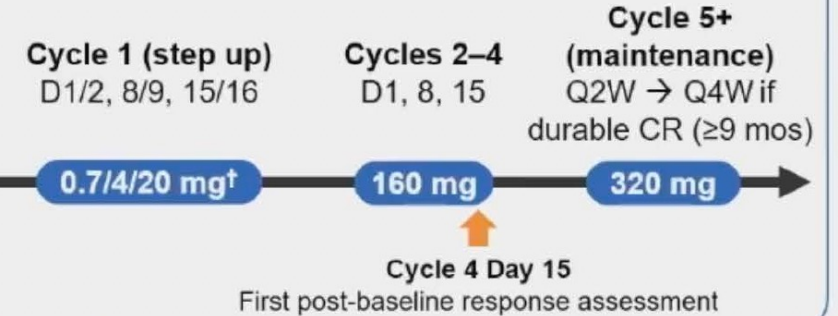 Cycle 1 (step up)
D1/2, 8/9, 15/16
Cycles 2–4
D1, 8, 15
Cycle 5+
(maintenance)
Q2W → Q4W if
durable CR (≥9 mos)
0.7/4/20 mg†
160 mg
320 mg
Cycle 4 Day 15
First post-baseline response assessment